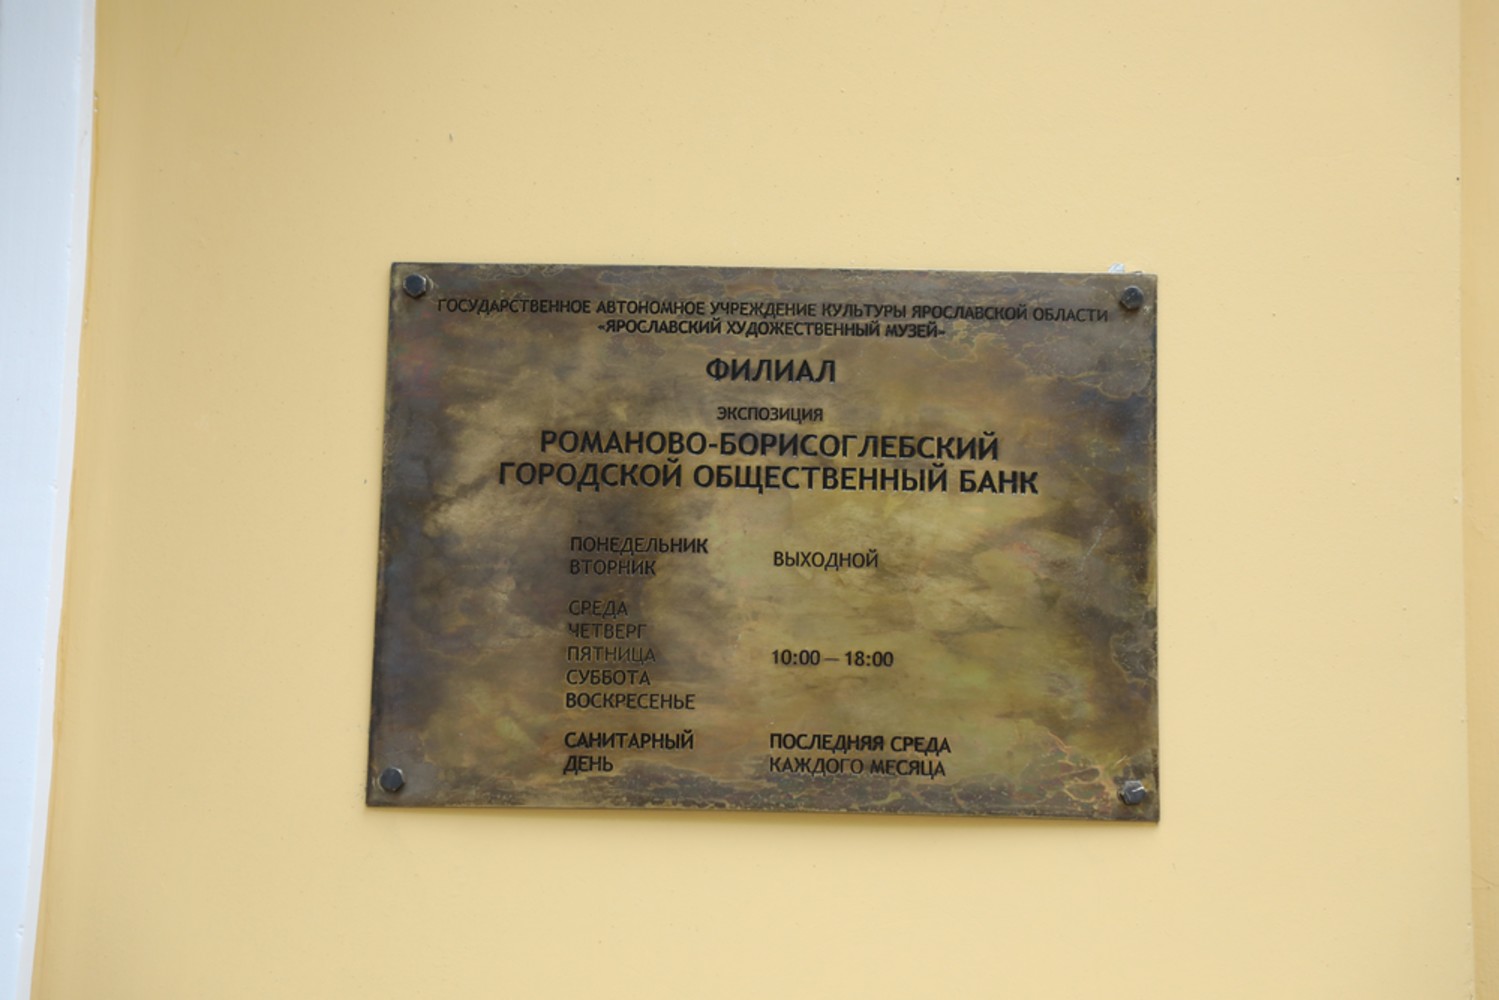 ГОСУДАРСТВЕННОЕ АВТОНОМНОЕ УЧРЕЖДЕНИЕ КУЛЬТУРЫ ЯРОСЛАВСКОЙ ОБЛАСТИ
«ЯРОСЛАВСКИЙ ХУДОЖЕСТВЕННЫЙ МУЗЕЙ»
ФИЛИАЛ
ЭКСПОЗИЦИЯ
РОМАНОВО-БОРИСОГЛЕБСКИЙ
ГОРОДСКОЙ ОБЩЕСТВЕННЫЙ БАНК
ПОНЕДЕЛЬНИК
ВТОРНИК
ВЫХОДНОЙ
СРЕДА
ЧЕТВЕРГ
ПЯТНИЦА
СУББОТА
ВОСКРЕСЕНЬЕ
10:00 — 18:00
САНИТАРНЫЙ
ДЕНЬ
ПОСЛЕДНЯЯ СРЕДА
КАЖДОГО МЕСЯЦА